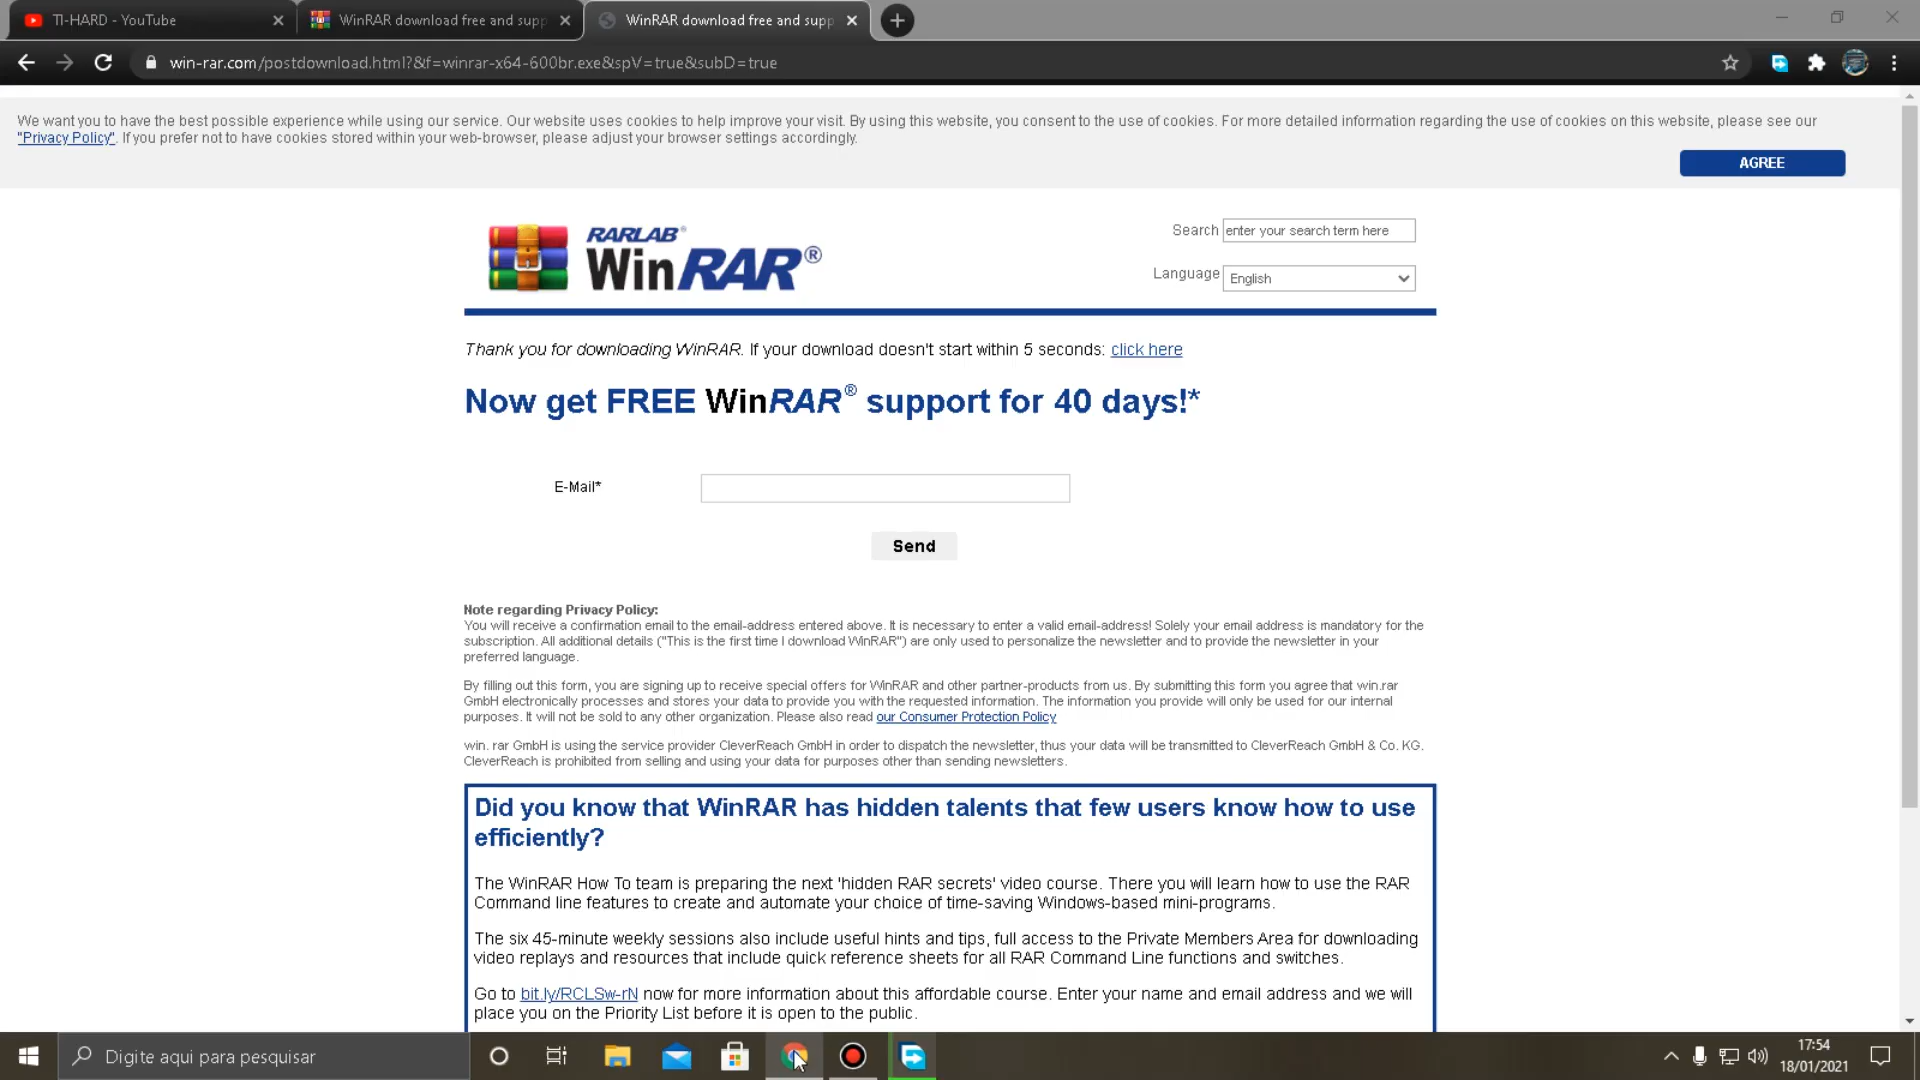 TI-HARD - YouTube
WinRAR download free and supp
WinRAR download free and supp
win-rar.com/postdownload.html?&f=winrar-x64-600br.exe&spV=true&subD=true
We want you to have the best possible experience while using our service. Our website uses cookies to help improve your visit. By using this website, you consent to the use of cookies. For more detailed information regarding the use of cookies on this website, please see our
"Privacy Policy". If you prefer not to have cookies stored within your web-browser, please adjust your browser settings accordingly.
AGREE
RARLAB®
WinRAR®
Search enter your search term here
Language English
Thank you for downloading WinRAR. If your download doesn't start within 5 seconds: click here
Now get FREE WinRAR® support for 40 days!*
E-Mail*
Send
Note regarding Privacy Policy:
You will receive a confirmation email to the email-address entered above. It is necessary to enter a valid email-address! Solely your email address is mandatory for the
subscription. All additional details ("This is the first time I download WinRAR") are only used to personalize the newsletter and to provide the newsletter in your
preferred language.
By filling out this form, you are signing up to receive special offers for WinRAR and other partner-products from us. By submitting this form you agree that win.rar
GmbH electronically processes and stores your data to provide you with the requested information. The information you provide will only be used for our internal
purposes. It will not be sold to any other organization. Please also read our Consumer Protection Policy
win. rar GmbH is using the service provider CleverReach GmbH in order to dispatch the newsletter, thus your data will be transmitted to CleverReach GmbH & Co. KG.
CleverReach is prohibited from selling and using your data for purposes other than sending newsletters.
Did you know that WinRAR has hidden talents that few users know how to use
efficiently?
The WinRAR How To team is preparing the next 'hidden RAR secrets' video course. There you will learn how to use the RAR
Command line features to create and automate your choice of time-saving Windows-based mini-programs.
The six 45-minute weekly sessions also include useful hints and tips, full access to the Private Members Area for downloading
video replays and resources that include quick reference sheets for all RAR Command Line functions and switches.
Go to bit.ly/RCLSw-rN now for more information about this affordable course. Enter your name and email address and we will
place you on the Priority List before it is open to the public.
Digite aqui para pesquisar
17:54
18/01/2021